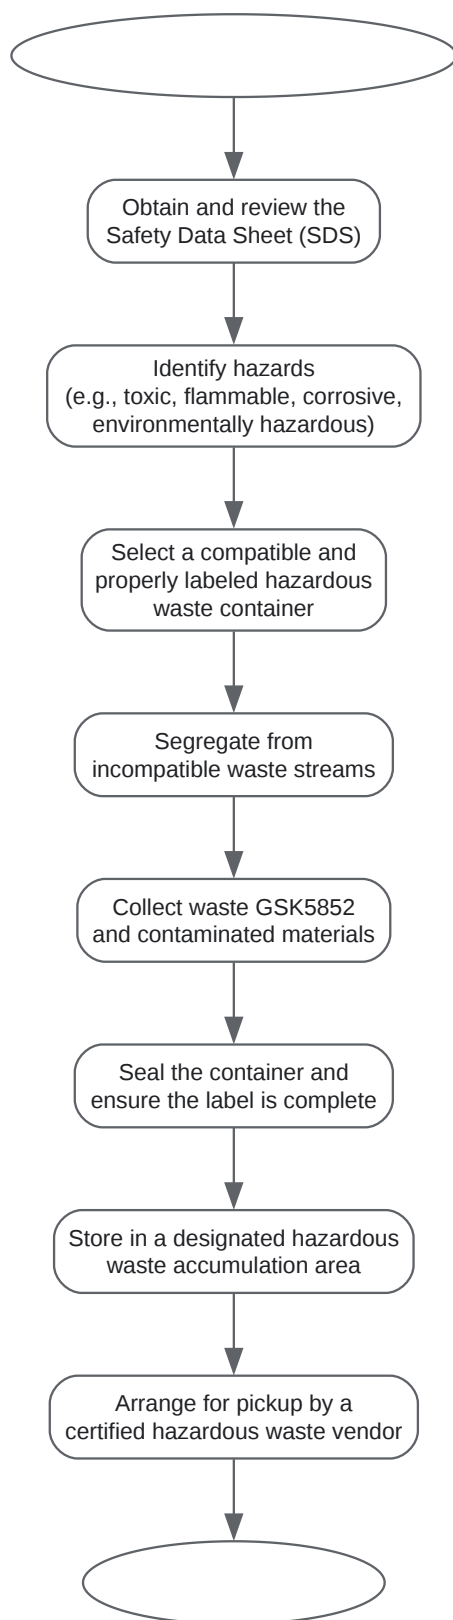 Obtain and review the
Safety Data Sheet (SDS)
Identify hazards
(e.g., toxic, flammable, corrosive,
environmentally hazardous)
Select a compatible and
properly labeled hazardous
waste container
Segregate from
incompatible waste streams
Collect waste GSK5852
and contaminated materials
Seal the container and
ensure the label is complete
Store in a designated hazardous
waste accumulation area
Arrange for pickup by a
certified hazardous waste vendor